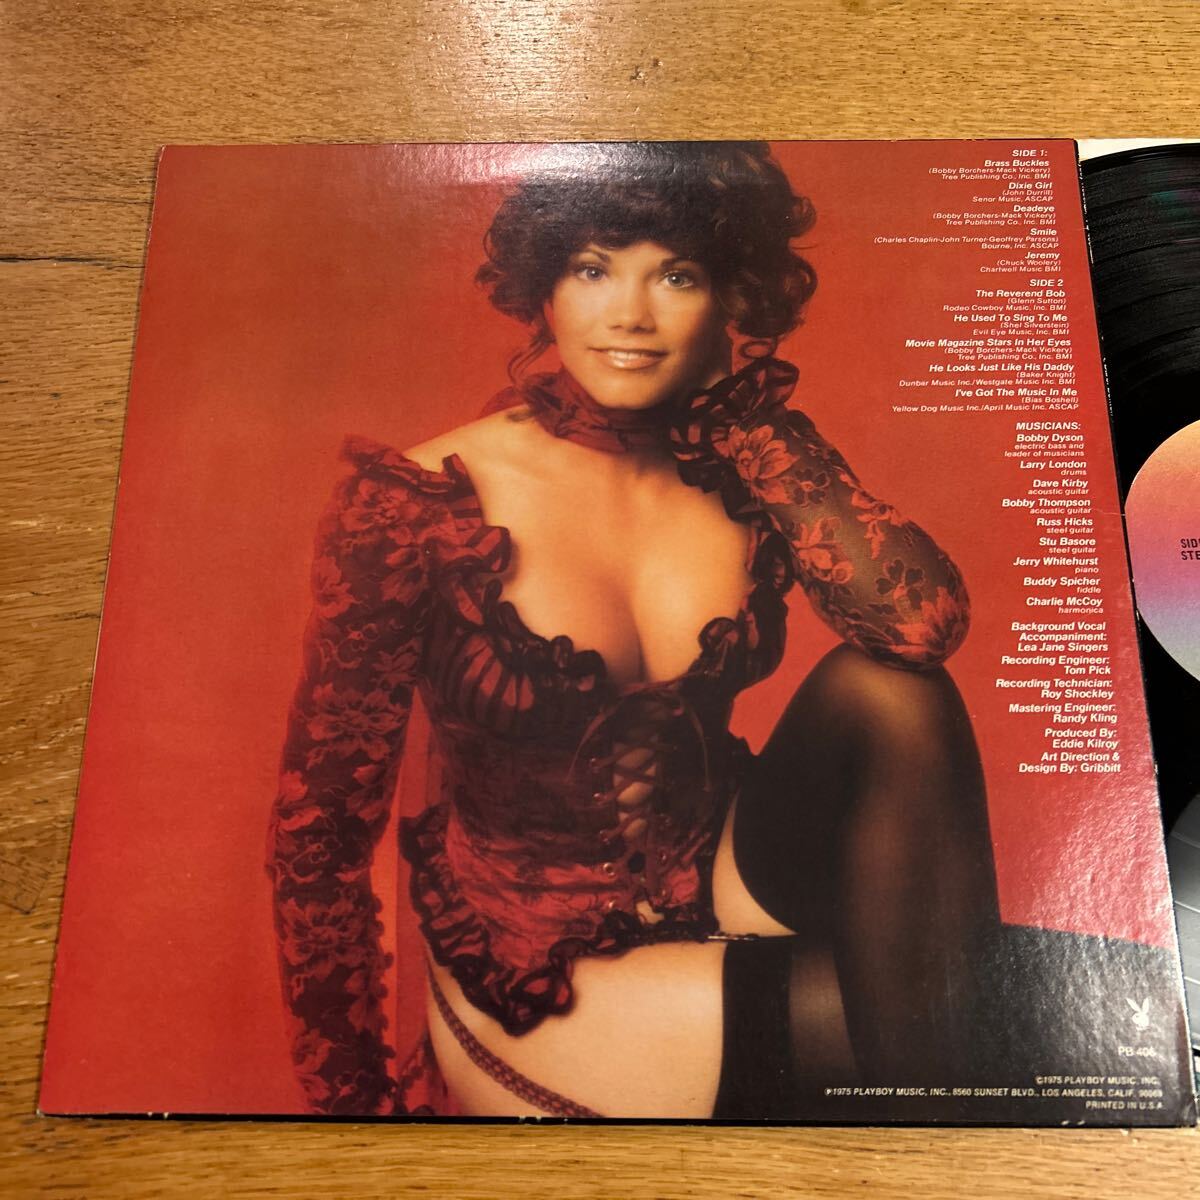 SIDE 1:
Brass Buckles
(Bobby Borchers-Mack Vickery)
Tree Publishing Co., Inc. BMI
Dixie Girl
(John Durrill)
Senor Music, ASCAP
Deadeye
(Bobby Borchers-Mack Vickery)
Tree Publishing Co., Inc. BMI
Smile
(Charles Chaplin-John Turner-Geoffrey Parsons)
Bourne, Inc. ASCAP
Jeremy
(Chuck Woolery)
Chartwell Music BMI
SIDE 2
The Reverend Bob
(Glenn Sutton)
Rodeo Cowboy Music, Inc. BMI
He Used To Sing To Me
(Shel Silverstein)
Evil Eye Music, Inc. BMI
Movie Magazine Stars In Her Eyes
(Bobby Borchers-Mack Vickery)
Tree Publishing Co., Inc. BMI
He Looks Just Like His Daddy
(Baker Knight)
Dunbar Music Inc./Westgate Music Inc. BMI
I've Got The Music In Me
(Bias Boshell)
Yellow Dog Music Inc./April Music Inc. ASCAP
MUSICIANS:
Bobby Dyson
electric bass and
leader of musicians
Larry London
drums
Dave Kirby
acoustic guitar
Bobby Thompson
acoustic guitar
Russ Hicks
steel guitar
Stu Basore
steel guitar
Jerry Whitehurst
piano
Buddy Spicher
fiddle
Charlie McCoy
harmonica
Background Vocal
Accompaniment:
Lea Jane Singers
Recording Engineer:
Tom Pick
Recording Technician:
Roy Shockley
Mastering Engineer:
Randy Kling
Produced By:
Eddie Kilroy
Art Direction &
Design By: Gribbitt
PB 406
©1975 PLAYBOY MUSIC, INC.
℗1975 PLAYBOY MUSIC, INC., 8560 SUNSET BLVD., LOS ANGELES, CALIF. 90069
PRINTED IN U.S.A.
SIDE
STE